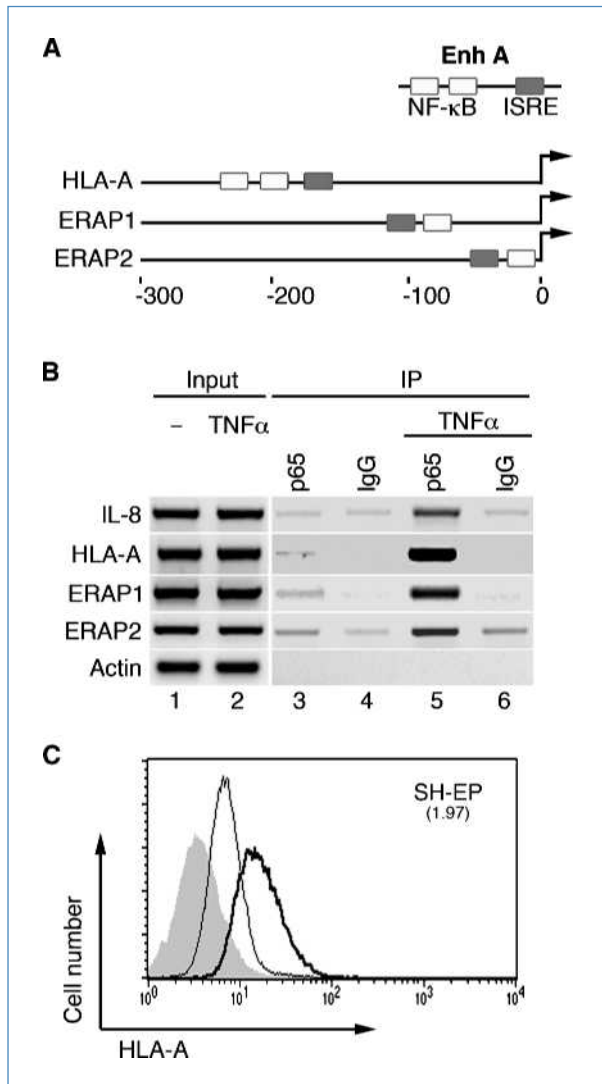 A
Enh A
NF-κB ISRE
HLA-A
ERAP1
ERAP2
-300 -200 -100 0
B
Input IP
– TNFα TNFα
p65 IgG p65 IgG
IL-8
HLA-A
ERAP1
ERAP2
Actin
1 2 3 4 5 6
C
SH-EP
(1.97)
Cell number
10⁰ 10¹ 10² 10³ 10⁴
HLA-A